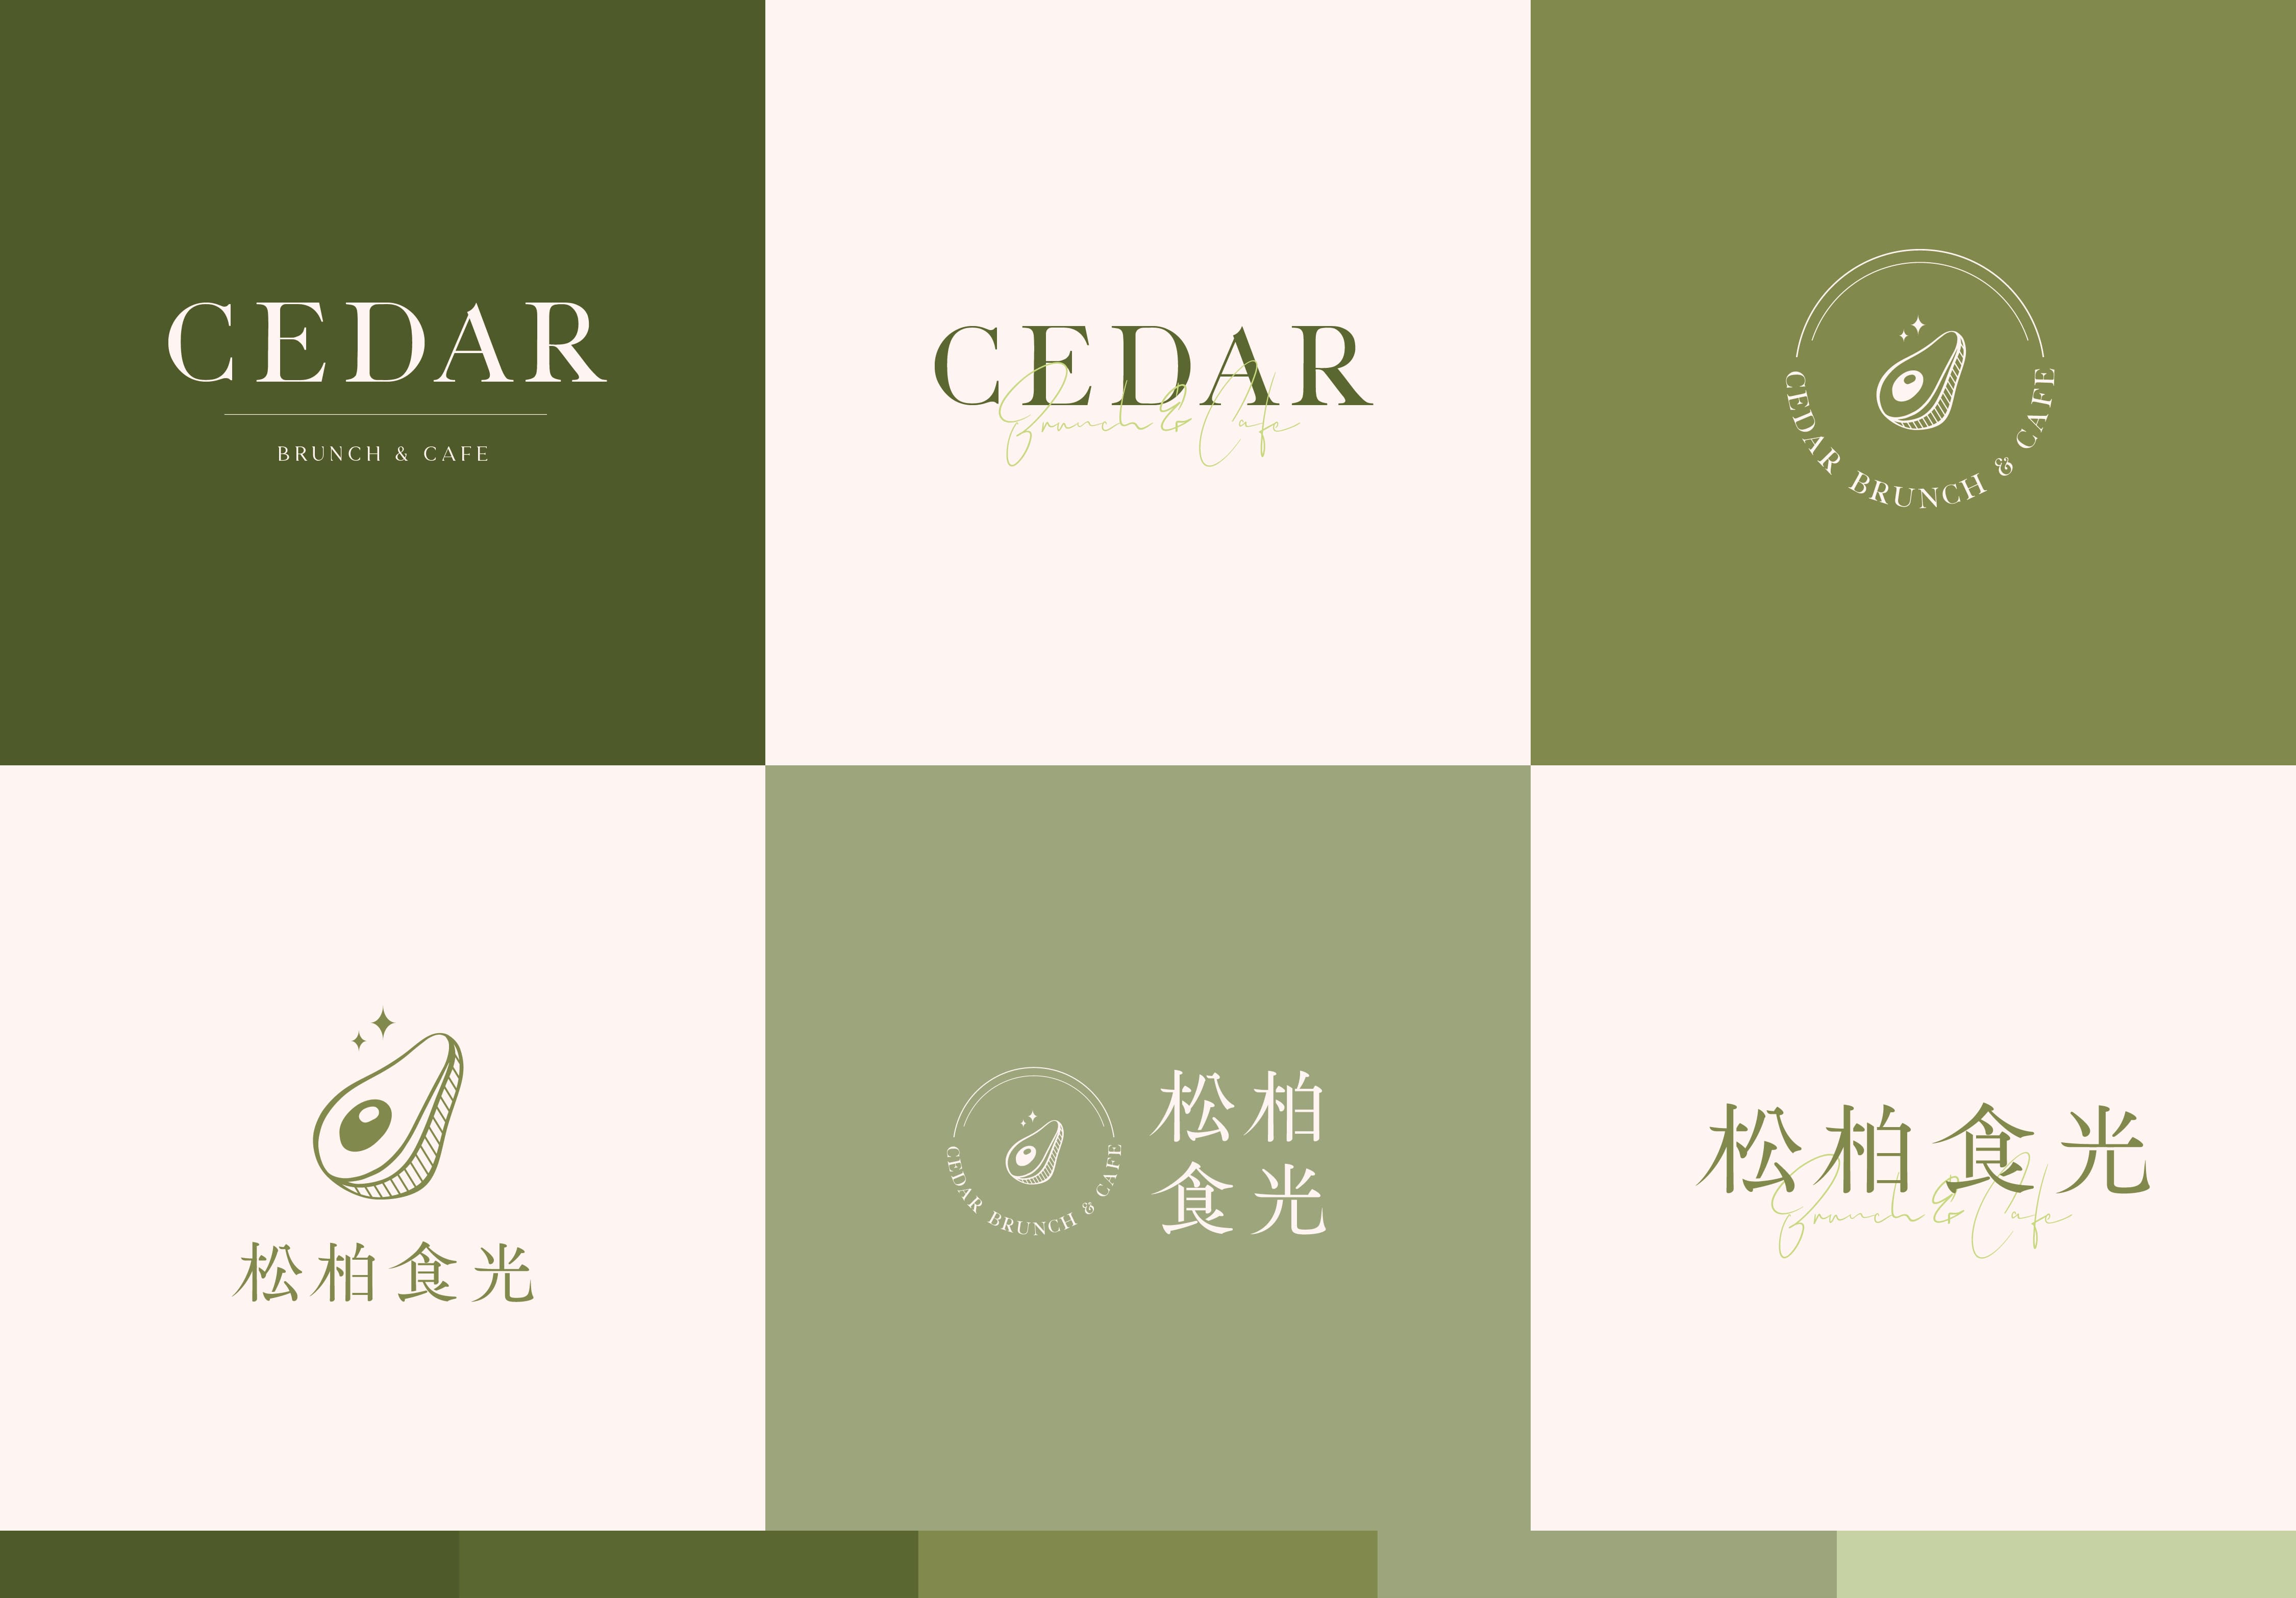 CEDAR
BRUNCH & CAFE
CEDAR
Brunch & Cafe
CEDAR BRUNCH & CAFE
松柏食光
CEDAR BRUNCH & CAFE
松柏
食光
松柏食光
Brunch & Cafe